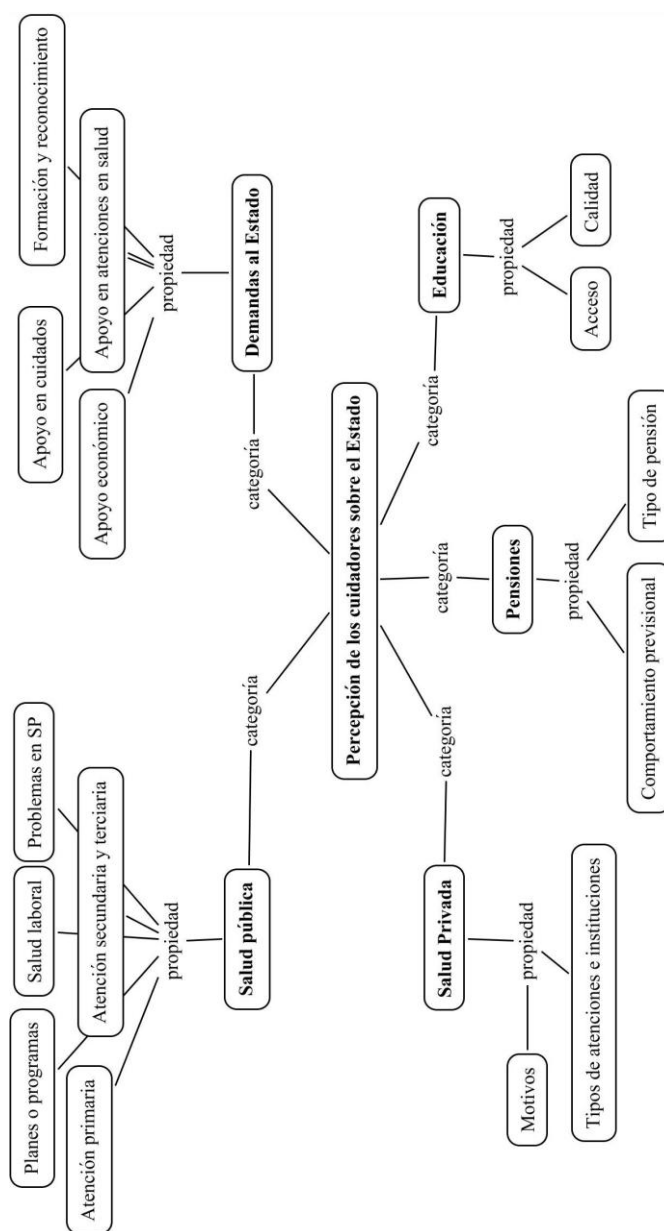 Planes o programas
Salud laboral
Problemas en SP
Apoyo en cuidados
Formación y reconocimiento
Atención primaria
Atención secundaria y terciaria
Apoyo económico
Apoyo en atenciones en salud
propiedad
propiedad
Salud pública
Demandas al Estado
categoría
categoría
Percepción de los cuidadores sobre el Estado
categoría
categoría
categoría
Salud Privada
Pensiones
Educación
propiedad
propiedad
propiedad
Motivos
Tipos de atenciones e instituciones
Comportamiento previsional
Tipo de pensión
Acceso
Calidad